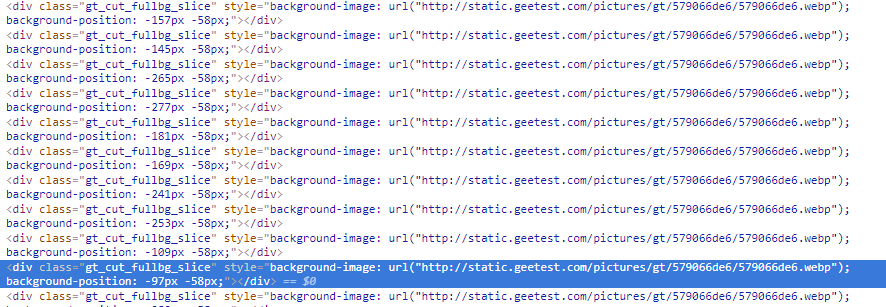 <div class="gt_cut_fullbg_slice" style="background-image: url("http://static.geetest.com/pictures/gt/579066de6/579066de6.webp");
background-position: -157px -58px;"></div>
<div class="gt_cut_fullbg_slice" style="background-image: url("http://static.geetest.com/pictures/gt/579066de6/579066de6.webp");
background-position: -145px -58px;"></div>
<div class="gt_cut_fullbg_slice" style="background-image: url("http://static.geetest.com/pictures/gt/579066de6/579066de6.webp");
background-position: -265px -58px;"></div>
<div class="gt_cut_fullbg_slice" style="background-image: url("http://static.geetest.com/pictures/gt/579066de6/579066de6.webp");
background-position: -277px -58px;"></div>
<div class="gt_cut_fullbg_slice" style="background-image: url("http://static.geetest.com/pictures/gt/579066de6/579066de6.webp");
background-position: -181px -58px;"></div>
<div class="gt_cut_fullbg_slice" style="background-image: url("http://static.geetest.com/pictures/gt/579066de6/579066de6.webp");
background-position: -169px -58px;"></div>
<div class="gt_cut_fullbg_slice" style="background-image: url("http://static.geetest.com/pictures/gt/579066de6/579066de6.webp");
background-position: -241px -58px;"></div>
<div class="gt_cut_fullbg_slice" style="background-image: url("http://static.geetest.com/pictures/gt/579066de6/579066de6.webp");
background-position: -253px -58px;"></div>
<div class="gt_cut_fullbg_slice" style="background-image: url("http://static.geetest.com/pictures/gt/579066de6/579066de6.webp");
background-position: -109px -58px;"></div>
<div class="gt_cut_fullbg_slice" style="background-image: url("http://static.geetest.com/pictures/gt/579066de6/579066de6.webp");
background-position: -97px -58px;"></div> == $0
<div class="gt_cut_fullbg_slice" style="background-image: url("http://static.geetest.com/pictures/gt/579066de6/579066de6.webp");